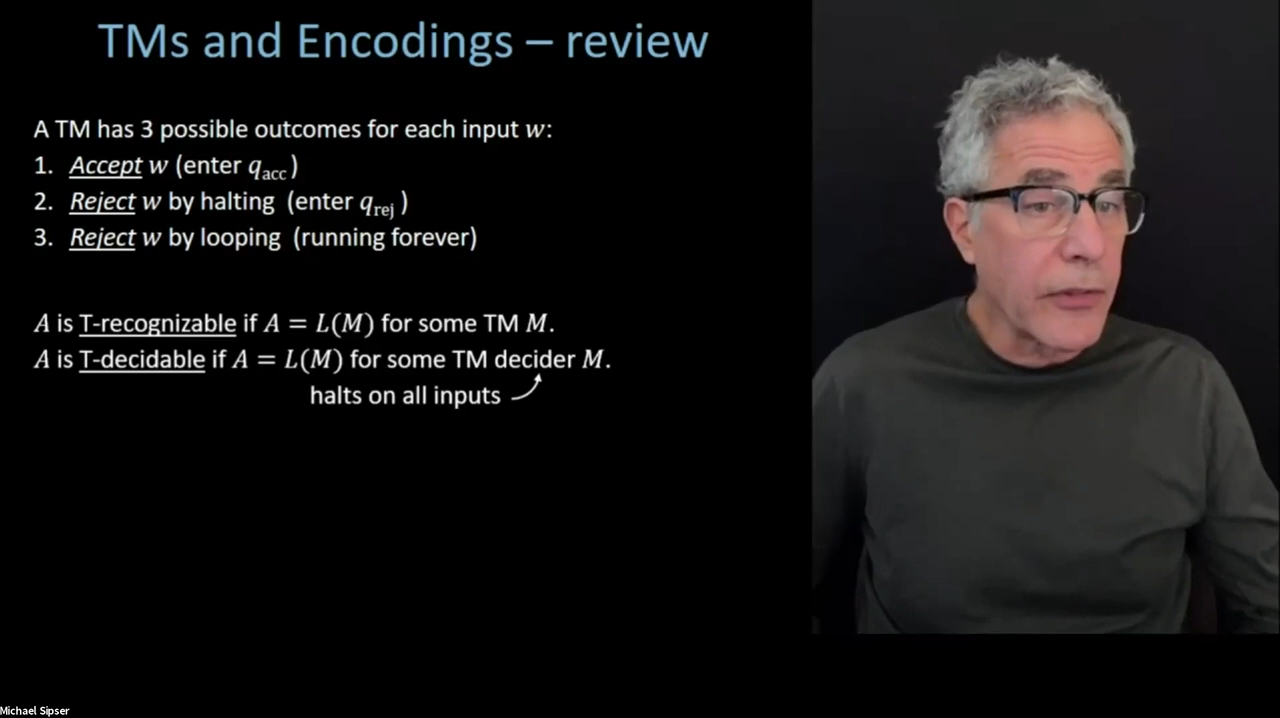 TMs and Encodings – review
A TM has 3 possible outcomes for each input w:
1. Accept w (enter q_acc )
2. Reject w by halting (enter q_rej )
3. Reject w by looping (running forever)
A is T-recognizable if A = L(M) for some TM M.
A is T-decidable if A = L(M) for some TM decider M.
halts on all inputs
Michael Sipser